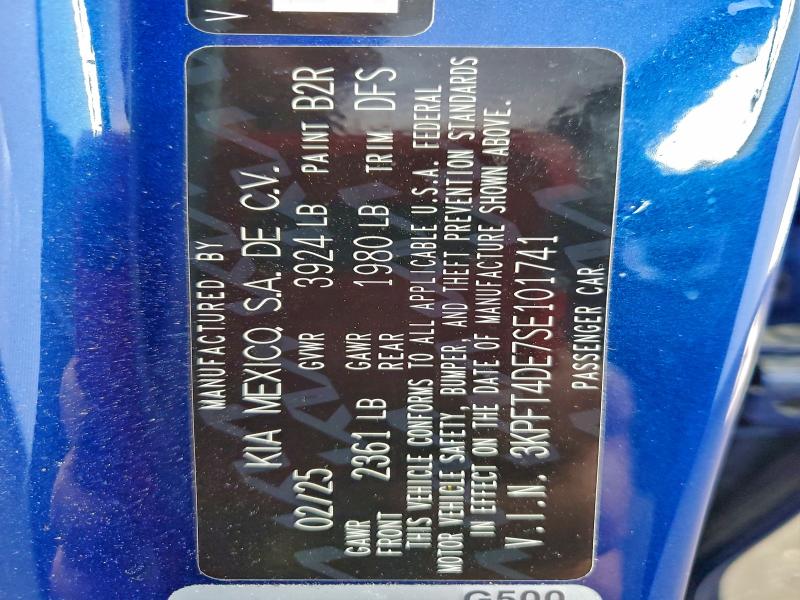 V
MANUFACTURED BY
KIA MEXICO, S.A. DE C.V.
02/25 GVWR 3924 LB PAINT B2R
GAWR FRONT 2361 LB GAWR REAR 1980 LB TRIM DFS
THIS VEHICLE CONFORMS TO ALL APPLICABLE U.S.A. FEDERAL
MOTOR VEHICLE SAFETY, BUMPER, AND THEFT PREVENTION STANDARDS
IN EFFECT ON THE DATE OF MANUFACTURE SHOWN ABOVE.
V.I.N. 3KPFT4DE7SE101741
PASSENGER CAR
G500